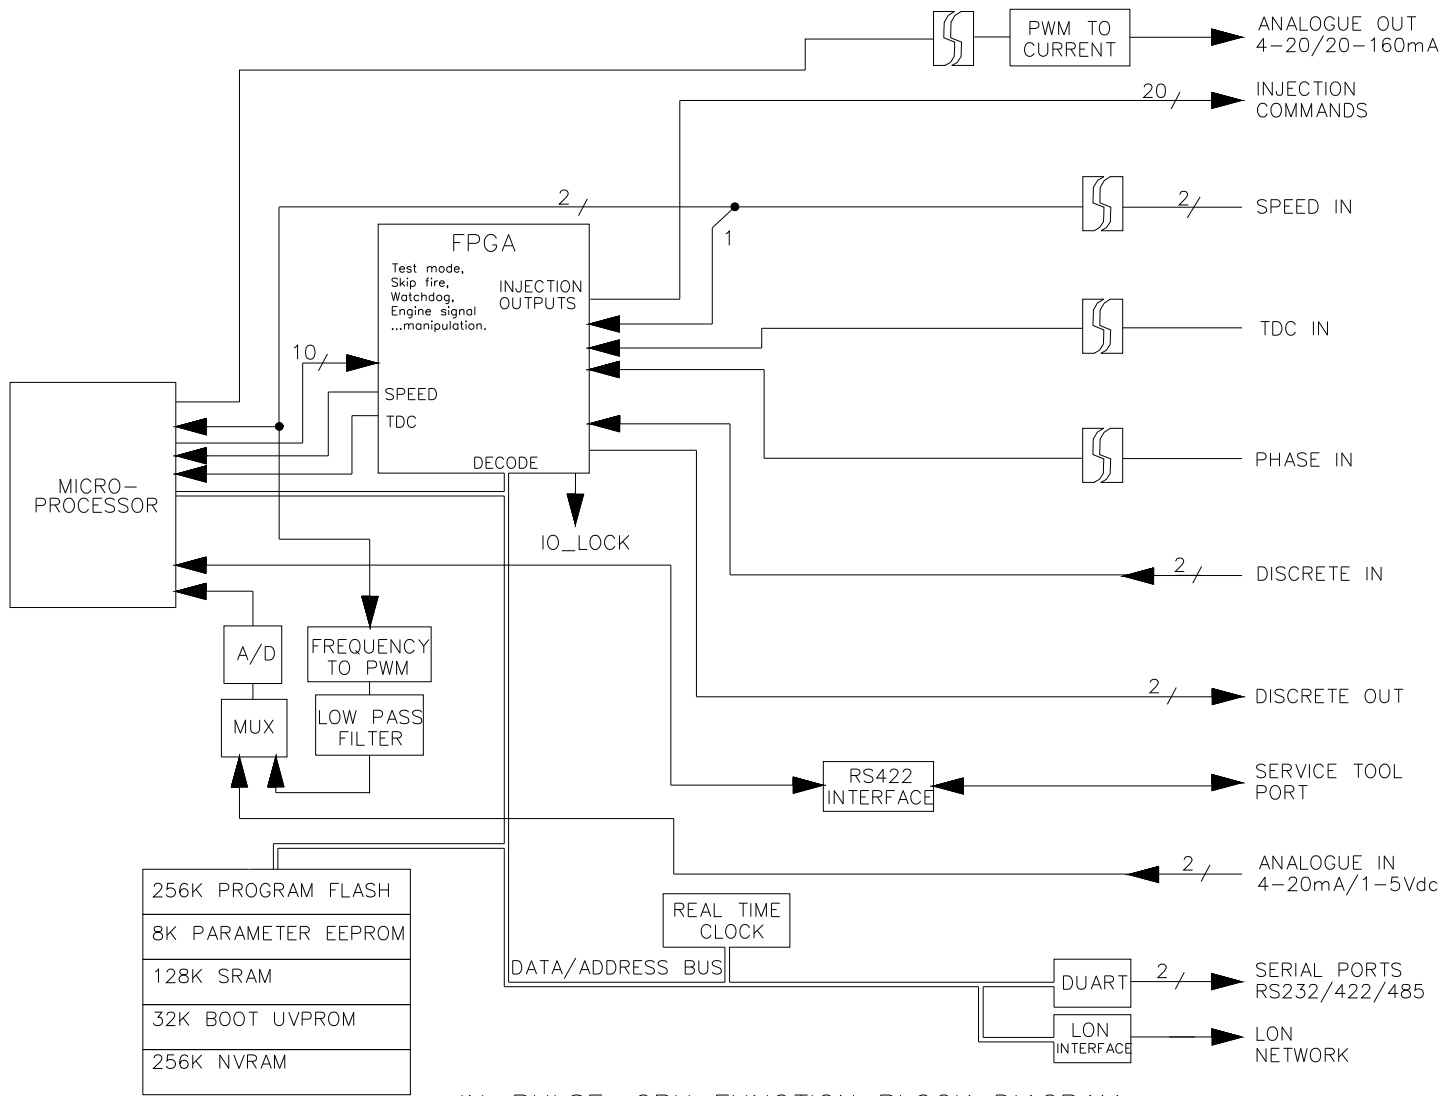 PWM TO
CURRENT
ANALOGUE OUT
4-20/20-160mA
20
INJECTION
COMMANDS
2
2
SPEED IN
1
FPGA
Test mode,
Skip fire,
Watchdog,
Engine signal
...manipulation.
INJECTION
OUTPUTS
TDC IN
10
SPEED
TDC
DECODE
PHASE IN
MICRO-
PROCESSOR
IO_LOCK
2
DISCRETE IN
A/D
FREQUENCY
TO PWM
MUX
LOW PASS
FILTER
2
DISCRETE OUT
RS422
INTERFACE
SERVICE TOOL
PORT
2
ANALOGUE IN
4-20mA/1-5Vdc
256K PROGRAM FLASH
8K PARAMETER EEPROM
128K SRAM
32K BOOT UVPROM
256K NVRAM
REAL TIME
CLOCK
DATA/ADDRESS BUS
DUART
2
SERIAL PORTS
RS232/422/485
LON
INTERFACE
LON
NETWORK
FUNCTION BLOCK DIAGRAM